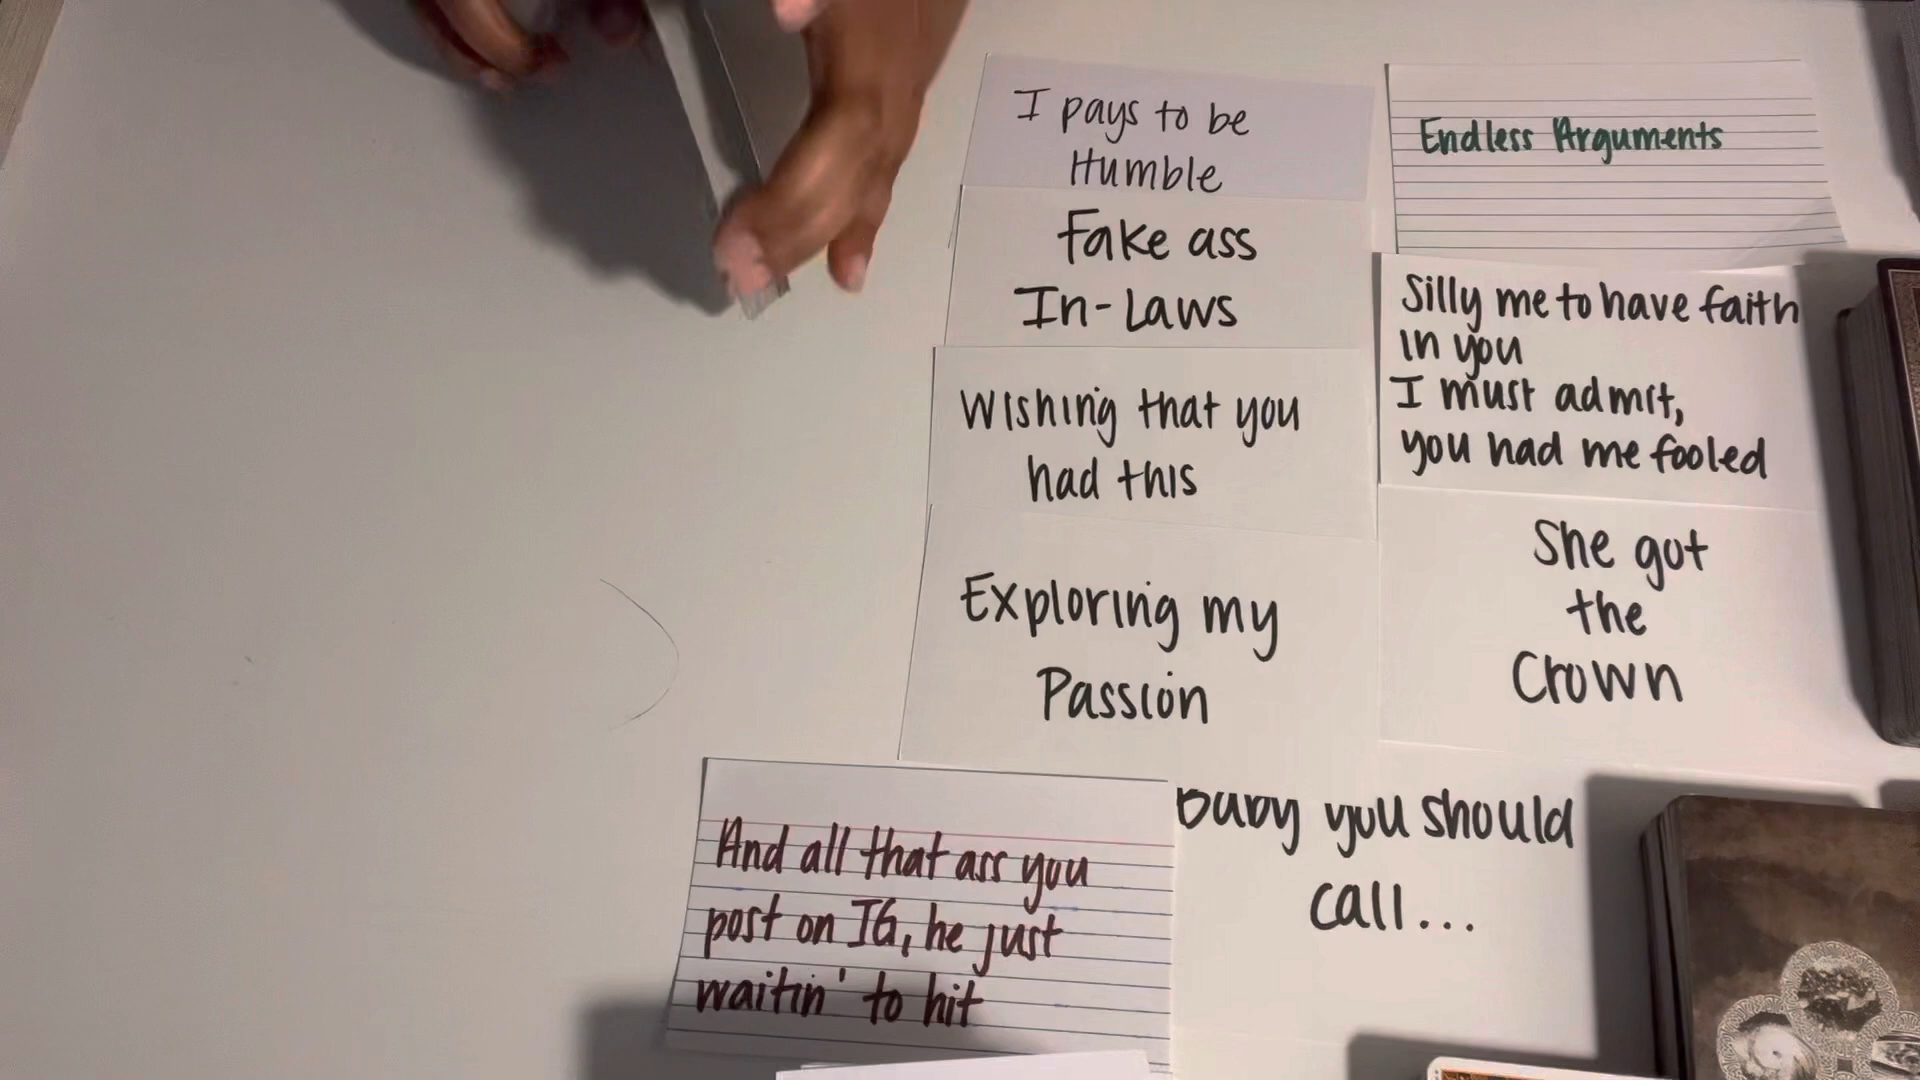 I pays to be
Humble
Fake ass
In-Laws
Wishing that you
had this
Exploring my
Passion
Endless Arguments
Silly me to have faith
in you
I must admit,
you had me fooled
She got
the
Crown
And all that ass you
post on IG, he just
waitin' to hit
Baby you should
call...